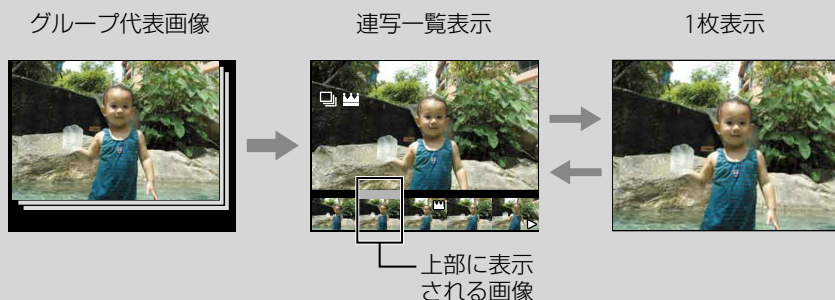 グループ代表画像
連写一覧表示
1枚表示
上部に表示
される画像